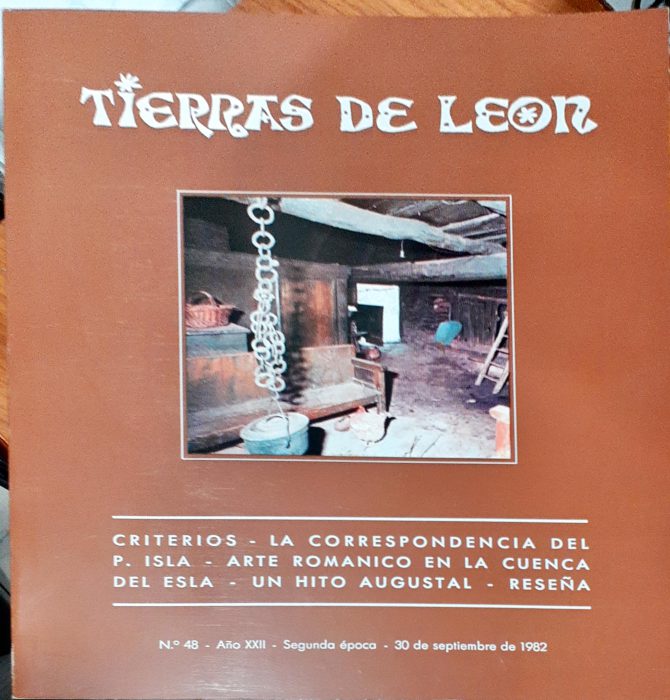 TIERRAS DE LEON
CRITERIOS - LA CORRESPONDENCIA DEL
P. ISLA - ARTE ROMANICO EN LA CUENCA
DEL ESLA - UN HITO AUGUSTAL - RESEÑA
N.º 48 - Año XXII - Segunda época - 30 de septiembre de 1982